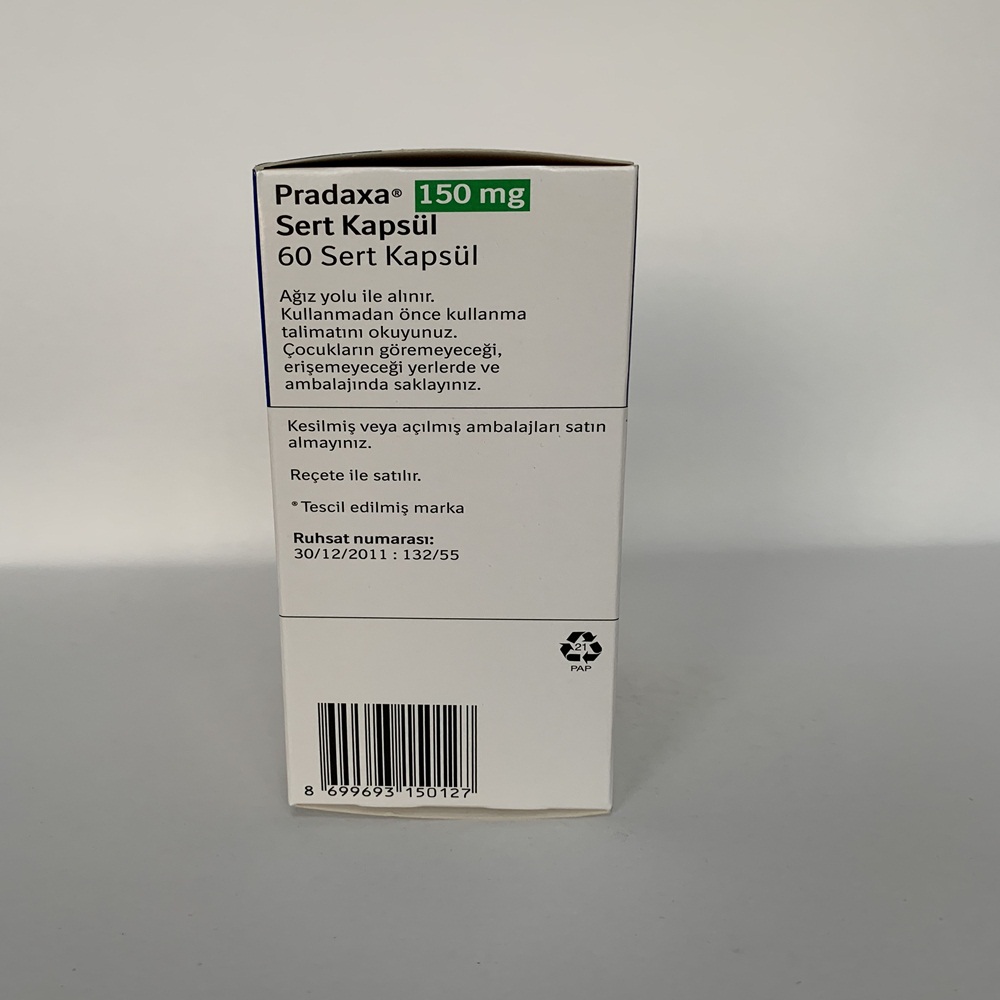 Pradaxa® 150 mg
Sert Kapsül
60 Sert Kapsül
Ağız yolu ile alınır.
Kullanmadan önce kullanma
talimatını okuyunuz.
Çocukların göremeyeceği,
erişemeyeceği yerlerde ve
ambalajında saklayınız.
Kesilmiş veya açılmış ambalajları satın
almayınız.
Reçete ile satılır.
® Tescil edilmiş marka
Ruhsat numarası:
30/12/2011 : 132/55
21
PAP
8 699693 150127